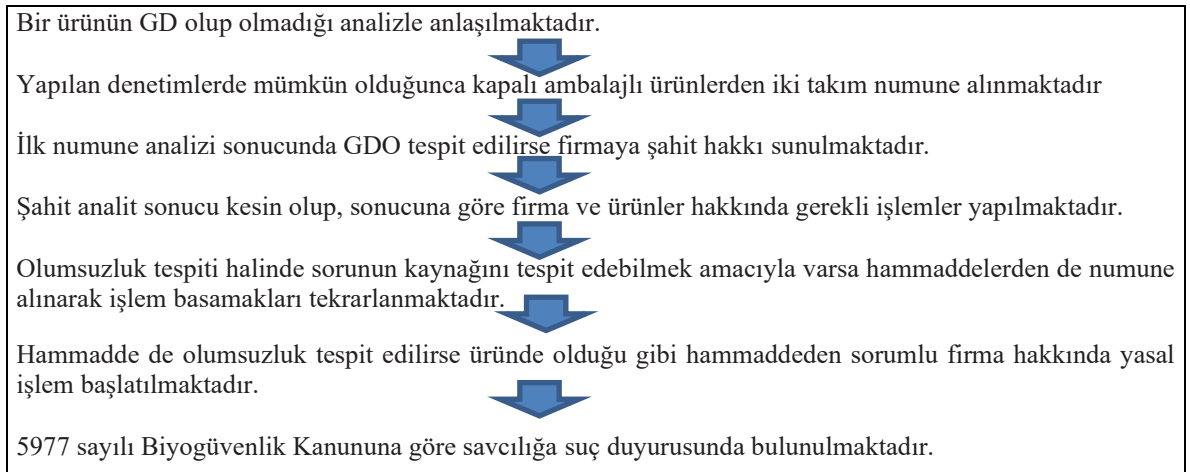 Bir ürünün GD olup olmadığı analizle anlaşılmaktadır.
Yapılan denetimlerde mümkün olduğunca kapalı ambalajlı ürünlerden iki takım numune alınmaktadır
İlk numune analizi sonucunda GDO tespit edilirse firmaya şahit hakkı sunulmaktadır.
Şahit analit sonucu kesin olup, sonucuna göre firma ve ürünler hakkında gerekli işlemler yapılmaktadır.
Olumsuzluk tespiti halinde sorunun kaynağını tespit edebilmek amacıyla varsa hammaddelerden de numune
alınarak işlem basamakları tekrarlanmaktadır.
Hammadde de olumsuzluk tespit edilirse üründe olduğu gibi hammaddeden sorumlu firma hakkında yasal
işlem başlatılmaktadır.
5977 sayılı Biyogüvenlik Kanununa göre savcılığa suç duyurusunda bulunulmaktadır.